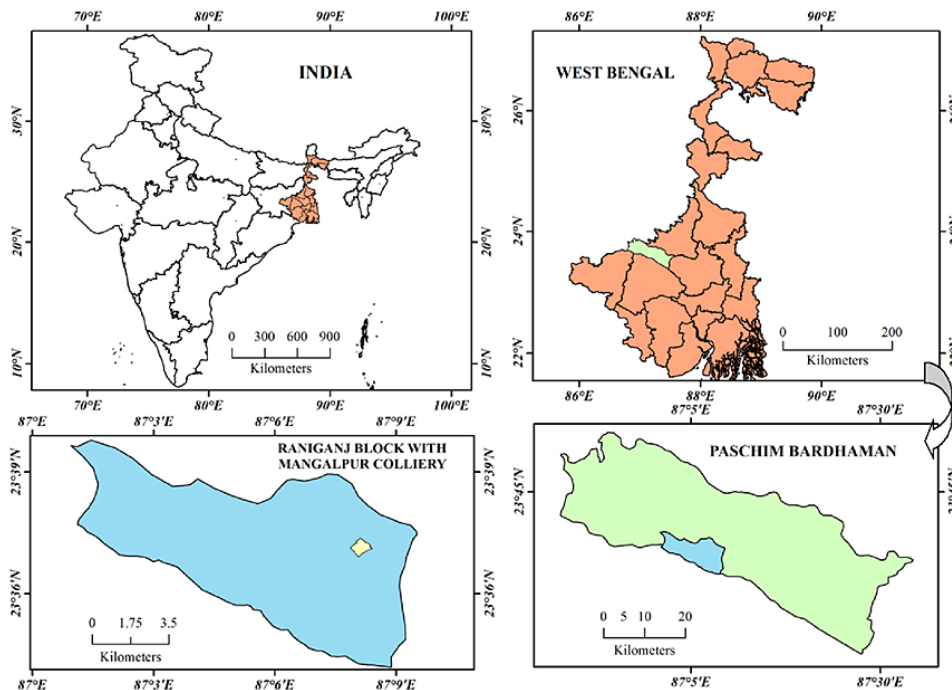 70°E 80°E 90°E 100°E
INDIA
30°N 30°N
20°N 20°N
10°N 10°N
0 300 600 900
Kilometers
70°E 80°E 90°E 100°E
86°E 88°E 90°E
WEST BENGAL
26°N
24°N
22°N
0 100 200
Kilometers
86°E 88°E 90°E
87°E 87°3'E 87°6'E 87°9'E
RANIGANJ BLOCK WITH
MANGALPUR COLLIERY
23°39'N 23°39'N
23°36'N 23°36'N
0 1.75 3.5
Kilometers
87°E 87°3'E 87°6'E 87°9'E
87°5'E 87°30'E
PASCHIM BARDHAMAN
23°45'N
0 5 10 20
Kilometers
87°5'E 87°30'E